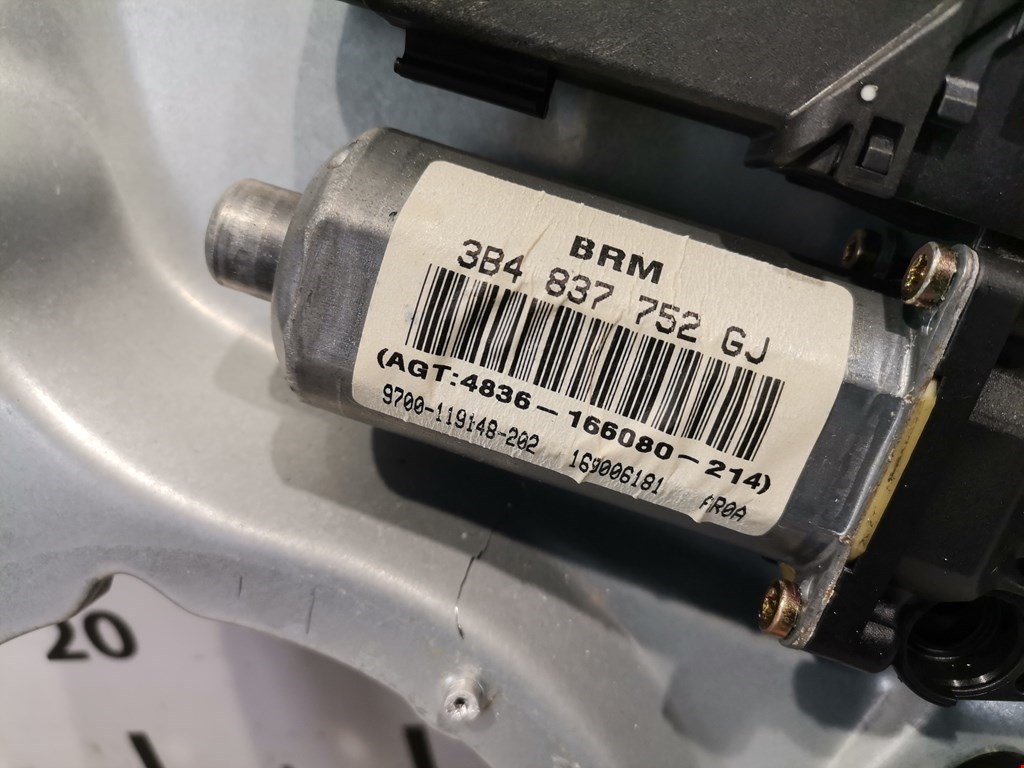 BRM
3B4 837 752 GJ
(AGT:4836-166080-214)
9700-119148-202 169006181 AR0A
20